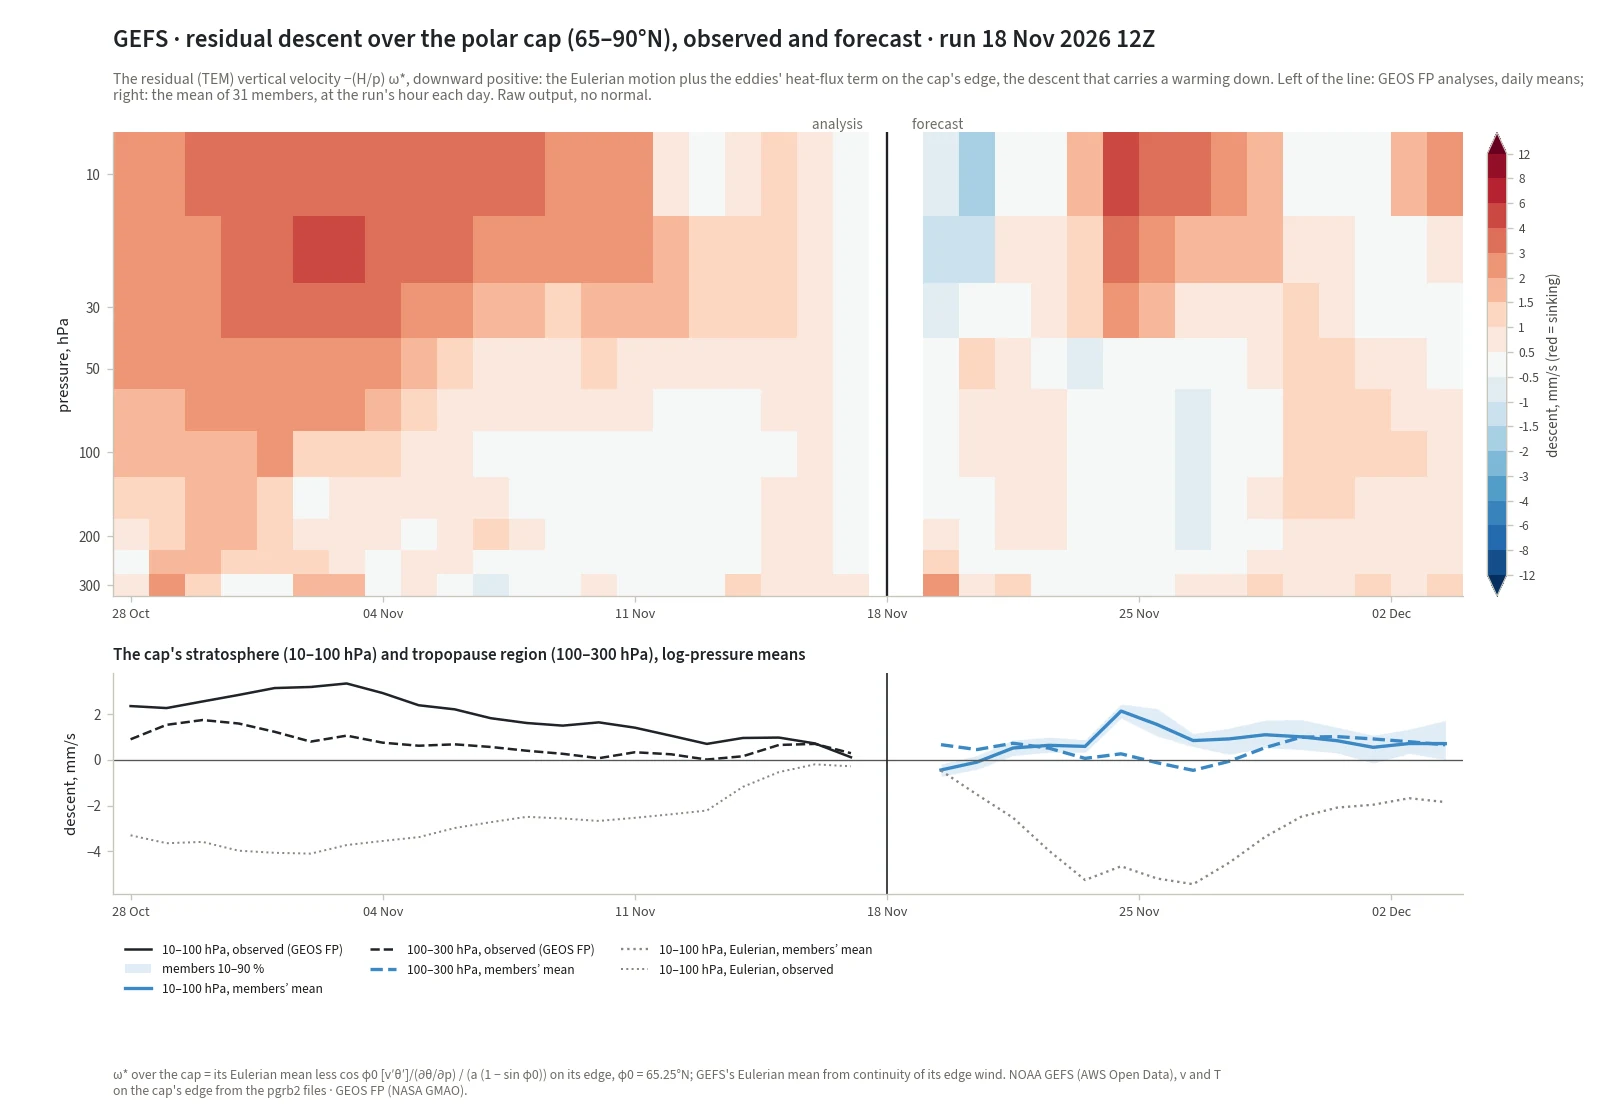 GEFS · residual descent over the polar cap (65–90°N), observed and forecast · run 18 Nov 2026 12Z
The residual (TEM) vertical velocity −(H/p) ω*, downward positive: the Eulerian motion plus the eddies' heat-flux term on the cap's edge, the descent that carries a warming down. Left of the line: GEOS FP analyses, daily means;
right: the mean of 31 members, at the run's hour each day. Raw output, no normal.
analysis forecast
pressure, hPa
10
30
50
100
200
300
28 Oct 04 Nov 11 Nov 18 Nov 25 Nov 02 Dec
12
8
6
4
3
2
1.5
1
0.5
-0.5
-1
-1.5
-2
-3
-4
-6
-8
-12
descent, mm/s (red = sinking)
The cap's stratosphere (10–100 hPa) and tropopause region (100–300 hPa), log-pressure means
descent, mm/s
2
0
−2
−4
28 Oct 04 Nov 11 Nov 18 Nov 25 Nov 02 Dec
10–100 hPa, observed (GEOS FP) 100–300 hPa, observed (GEOS FP) 10–100 hPa, Eulerian, members’ mean
members 10–90 % 100–300 hPa, members’ mean 10–100 hPa, Eulerian, observed
10–100 hPa, members’ mean
ω* over the cap = its Eulerian mean less cos φ0 [v′θ′]/(∂θ/∂p) / (a (1 − sin φ0)) on its edge, φ0 = 65.25°N; GEFS's Eulerian mean from continuity of its edge wind. NOAA GEFS (AWS Open Data), v and T
on the cap's edge from the pgrb2 files · GEOS FP (NASA GMAO).